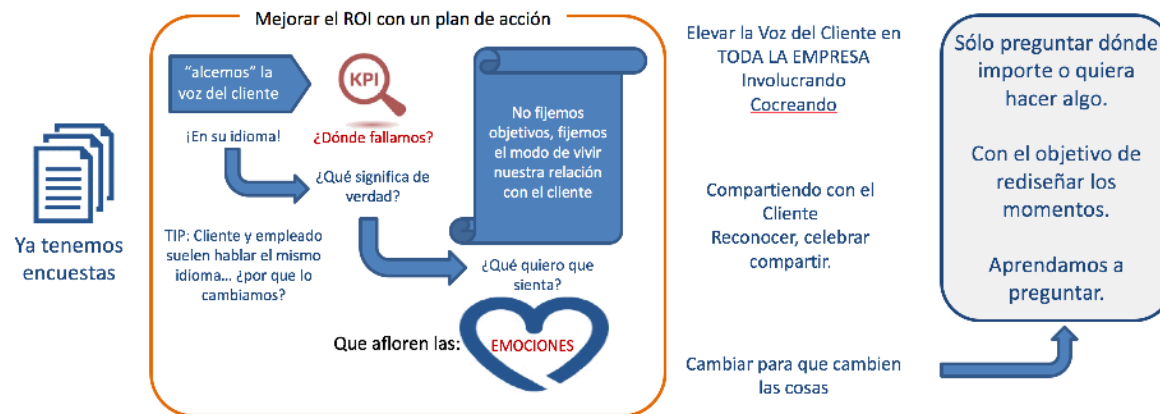 Ya tenemos
encuestas
Mejorar el ROI con un plan de acción
“alcemos” la
voz del cliente
¡En su idioma!
KPI
¿Dónde fallamos?
¿Qué significa de
verdad?
TIP: Cliente y empleado
suelen hablar el mismo
idioma... ¿por que lo
cambiamos?
No fijemos
objetivos, fijemos
el modo de vivir
nuestra relación
con el cliente
¿Qué quiero que
sienta?
Que afloren las:
EMOCIONES
Elevar la Voz del Cliente en
TODA LA EMPRESA
Involucrando
Cocreando
Compartiendo con el
Cliente
Reconocer, celebrar
compartir.
Cambiar para que cambien
las cosas
Sólo preguntar dónde
importe o quiera
hacer algo.
Con el objetivo de
rediseñar los
momentos.
Aprendamos a
preguntar.